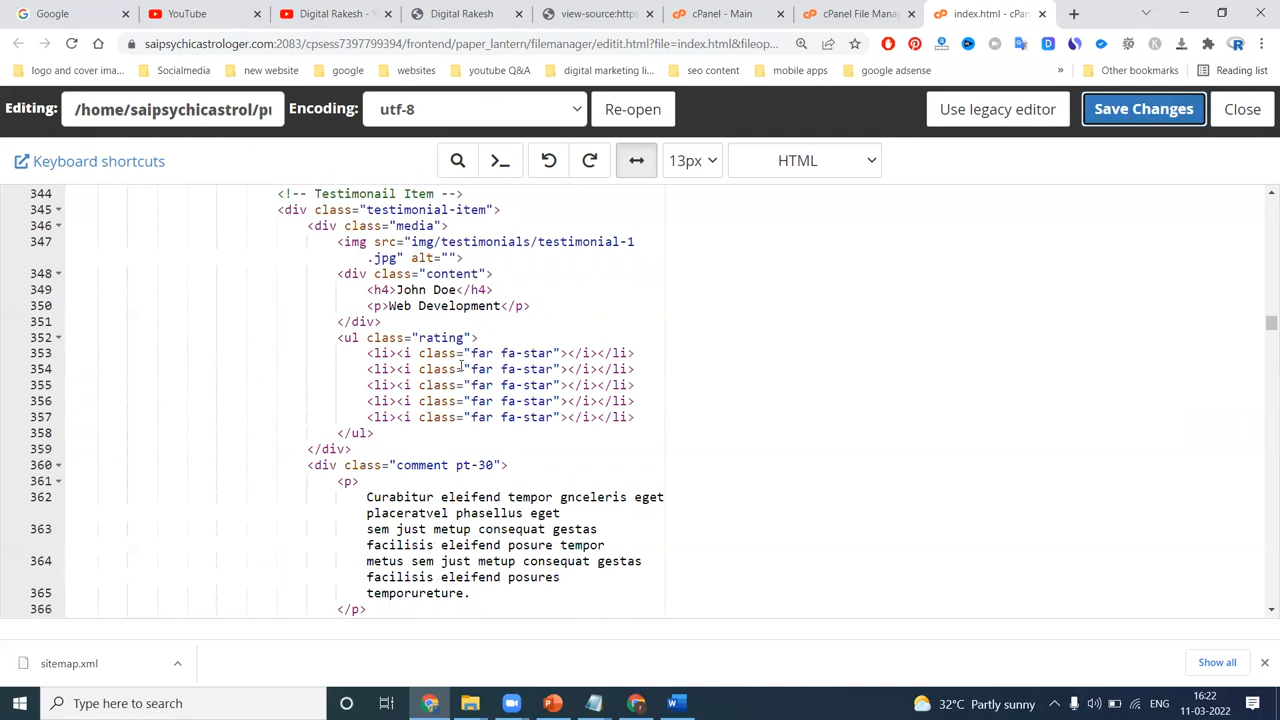 Google
YouTube
Digital Rakesh - Y
Digital Rakesh
view-source:https
cPanel - Main
cPanel File Mana
index.html - cPan
saipsychicastrologer.com:2083/cpsess7397709394/frontend/paper_lantern/filemanager/editit.html?file=index.html&fileop...
logo and cover ima...
Socialmedia
new website
google
websites
youtube Q&A
digital marketing li...
seo content
mobile apps
google adsense
»
Other bookmarks
Reading list
Editing:
/home/saipsychicastrol/pu
Encoding:
utf-8
Re-open
Use legacy editor
Save Changes
Close
Keyboard shortcuts
13px
HTML
344 <!-- Testimonail Item -->
345 <div class="testimonial-item">
346 <div class="media">
347 <img src="img/testimonials/testimonial-1
.jpg" alt="">
348 <div class="content">
349 <h4>John Doe</h4>
350 <p>Web Development</p>
351 </div>
352 <ul class="rating">
353 <li><i class="far fa-star"></i></li>
354 <li><i class="far fa-star"></i></li>
355 <li><i class="far fa-star"></i></li>
356 <li><i class="far fa-star"></i></li>
357 <li><i class="far fa-star"></i></li>
358 </ul>
359 </div>
360 <div class="comment pt-30">
361 <p>
362 Curabitur eleifend tempor gnceleris eget
placeratvel phasellus eget
363 sem just metup consequat gestas
facilisis eleifend posure tempor
364 metus sem just metup consequat gestas
facilisis eleifend posures
365 temporureture.
366 </p>
sitemap.xml
Show all
Type here to search
32°C Partly sunny
ENG
16:22
11-03-2022